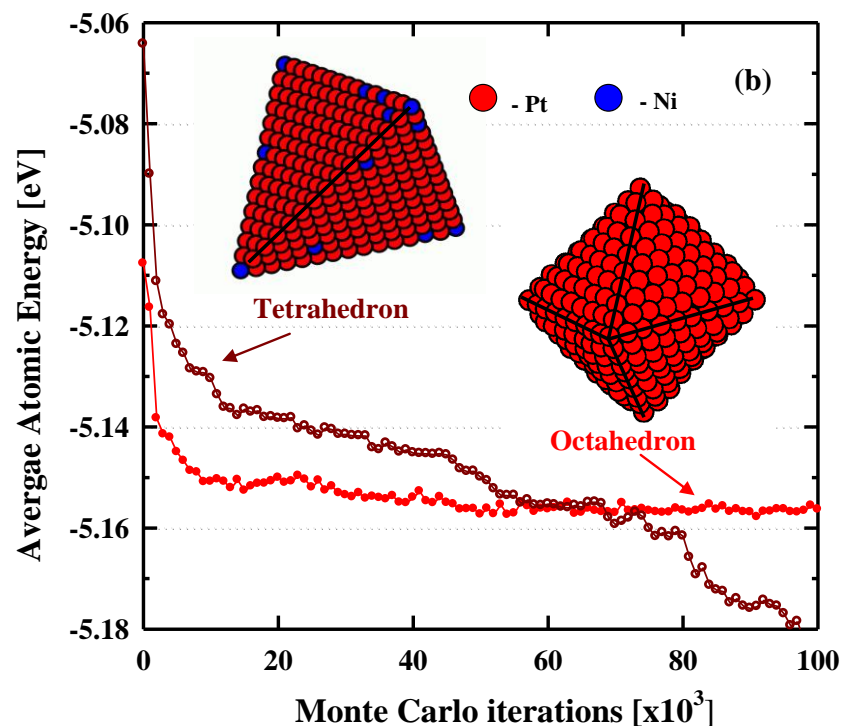 (b)
- Pt
- Ni
Tetrahedron
Octahedron
Avergae Atomic Energy [eV]
-5.06
-5.08
-5.10
-5.12
-5.14
-5.16
-5.18
0
20
40
60
80
100
Monte Carlo iterations [x10³]